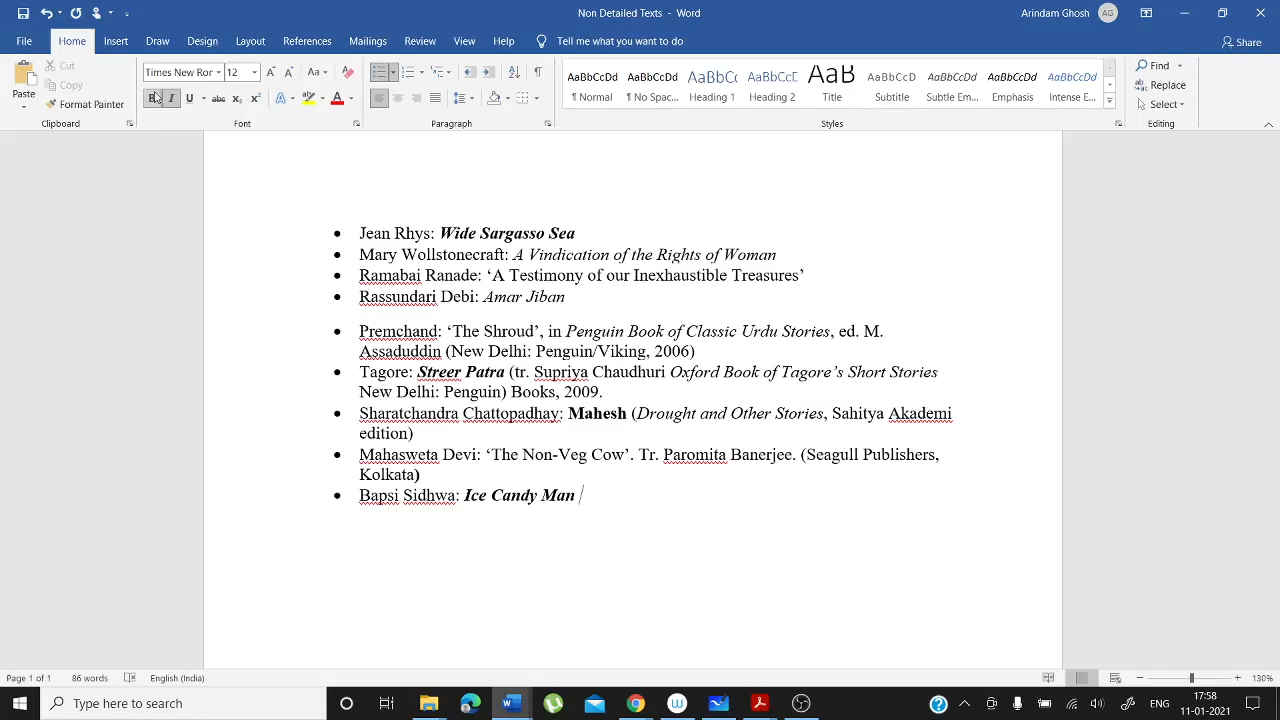 Non Detailed Texts - Word
Arindam Ghosh AG
File Home Insert Draw Design Layout References Mailings Review View Help Tell me what you want to do Share
Cut
Copy
Format Painter
Paste
Times New Ror 12
Aa
B I U abc x₂ x² A A
AaBbCcDd AaBbCcDd AaBbCc AaBbCcD AaB AaBbCcD AaBbCcDd AaBbCcDd AaBbCcDd
¶ Normal ¶ No Spac... Heading 1 Heading 2 Title Subtitle Subtle Em... Emphasis Intense E...
Find
Replace
Select
Clipboard Font Paragraph Styles Editing
• Jean Rhys: Wide Sargasso Sea
• Mary Wollstonecraft: A Vindication of the Rights of Woman
• Ramabai Ranade: ‘A Testimony of our Inexhaustible Treasures’
• Rassundari Debi: Amar Jiban
• Premchand: ‘The Shroud’, in Penguin Book of Classic Urdu Stories, ed. M.
Assaduddin (New Delhi: Penguin/Viking, 2006)
• Tagore: Streer Patra (tr. Supriya Chaudhuri Oxford Book of Tagore’s Short Stories
New Delhi: Penguin) Books, 2009.
• Sharatchandra Chattopadhay: Mahesh (Drought and Other Stories, Sahitya Akademi
edition)
• Mahasweta Devi: ‘The Non-Veg Cow’. Tr. Paromita Banerjee. (Seagull Publishers,
Kolkata)
• Bapsi Sidhwa: Ice Candy Man
Page 1 of 1 86 words English (India) 130%
Type here to search
17:58
11-01-2021